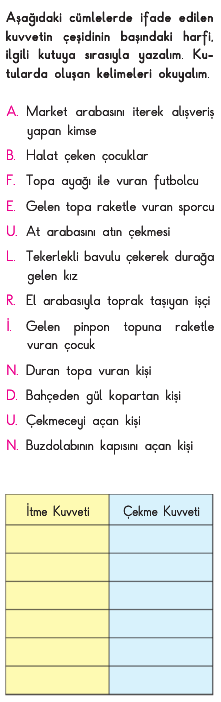 Aşağıdaki cümlelerde ifade edilen
kuvvetin çeşidinin başındaki harfi,
ilgili kutuya sırasıyla yazalım. Ku-
tularda oluşan kelimeleri okuyalım.
A. Market arabasını iterek alışveriş
yapan kimse
B. Halat çeken çocuklar
F. Topa ayağı ile vuran futbolcu
E. Gelen topa raketle vuran sporcu
U. At arabasını atın çekmesi
L. Tekerlekli bavulu çekerek durağa
gelen kız
R. El arabasıyla toprak taşıyan işçi
İ. Gelen pinpon topuna raketle
vuran çocuk
N. Duran topa vuran kişi
D. Bahçeden gül kopartan kişi
U. Çekmeceyi açan kişi
N. Buzdolabının kapısını açan kişi
İtme Kuvveti Çekme Kuvveti